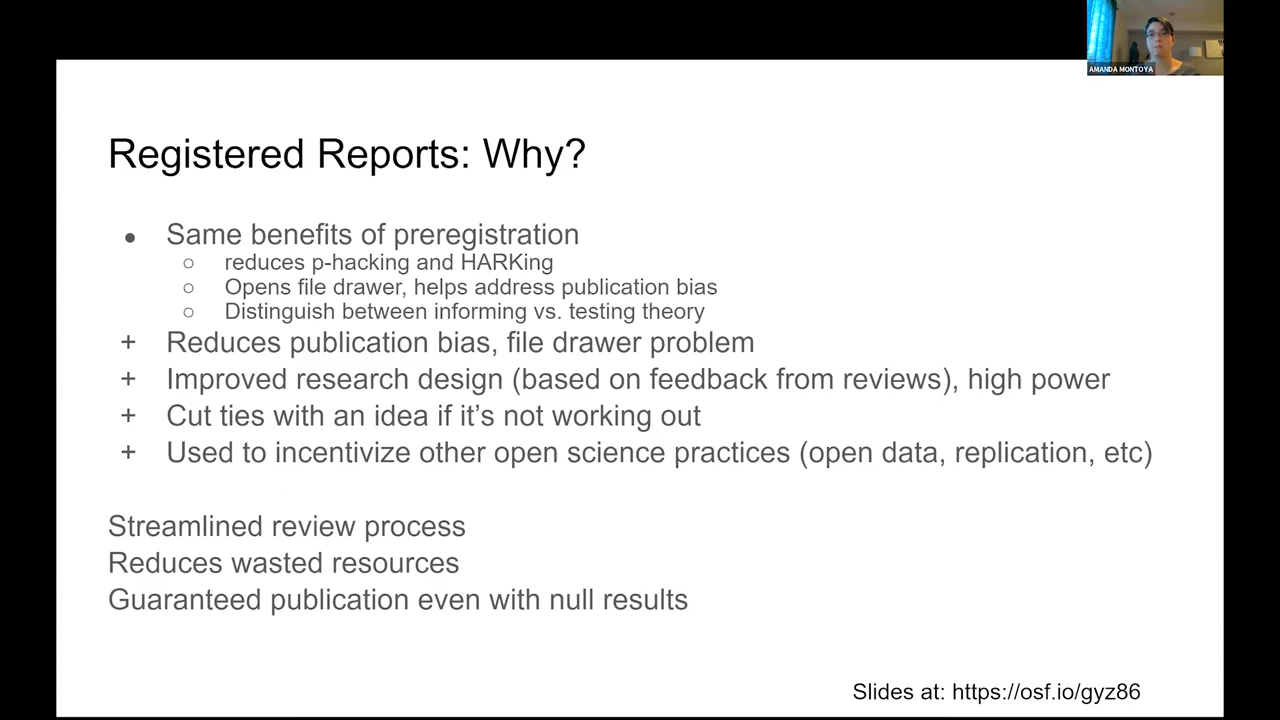 AMANDA MONTOYA
Registered Reports: Why?
● Same benefits of preregistration
○ reduces p-hacking and HARKing
○ Opens file drawer, helps address publication bias
○ Distinguish between informing vs. testing theory
+ Reduces publication bias, file drawer problem
+ Improved research design (based on feedback from reviews), high power
+ Cut ties with an idea if it’s not working out
+ Used to incentivize other open science practices (open data, replication, etc)
Streamlined review process
Reduces wasted resources
Guaranteed publication even with null results
Slides at: https://osf.io/gyz86